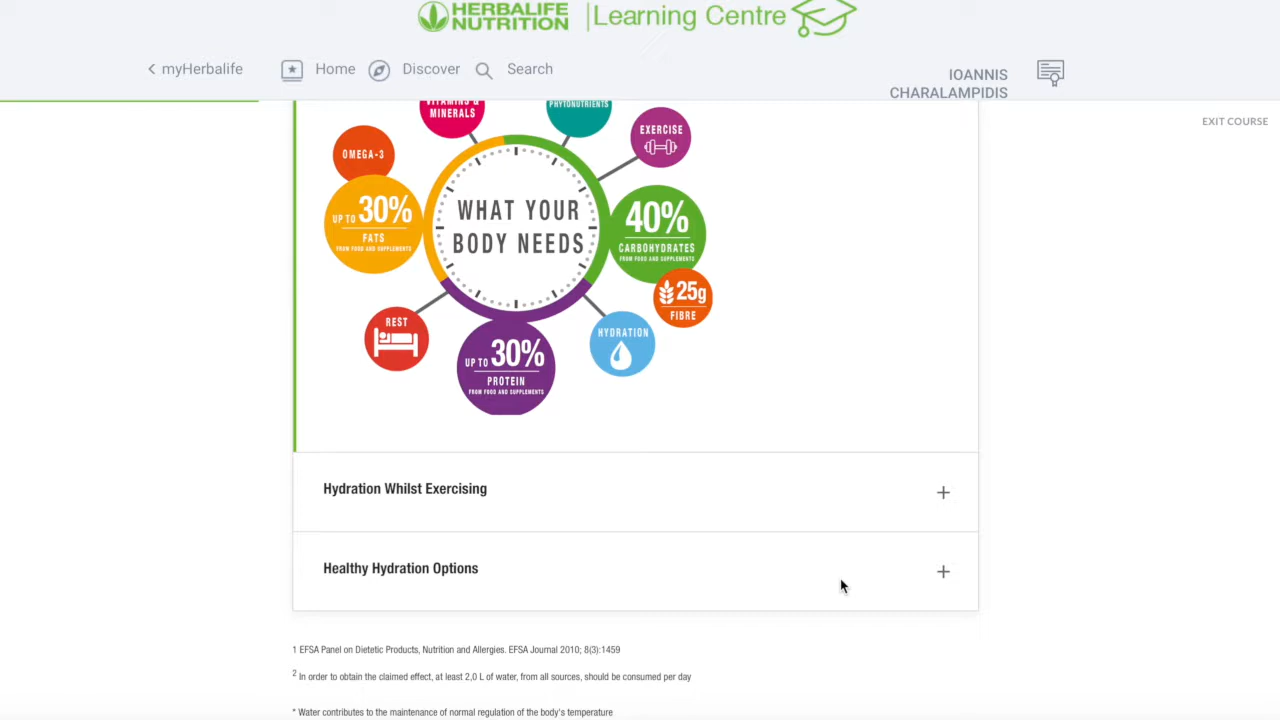 HERBALIFE
NUTRITION
Learning Centre
myHerbalife
Home
Discover
Search
IOANNIS
CHARALAMPIDIS
EXIT COURSE
VITAMINS &
MINERALS
PHYTONUTRIENTS
EXERCISE
OMEGA-3
UP TO 30%
FATS
FROM FOOD AND SUPPLEMENTS
WHAT YOUR
BODY NEEDS
40%
CARBOHYDRATES
FROM FOOD AND SUPPLEMENTS
25g
FIBRE
REST
HYDRATION
UP TO 30%
PROTEIN
FROM FOOD AND SUPPLEMENTS
Hydration Whilst Exercising
Healthy Hydration Options
1 EFSA Panel on Dietetic Products, Nutrition and Allergies. EFSA Journal 2010; 8(3):1459
2 In order to obtain the claimed effect, at least 2,0 L of water, from all sources, should be consumed per day
* Water contributes to the maintenance of normal regulation of the body's temperature